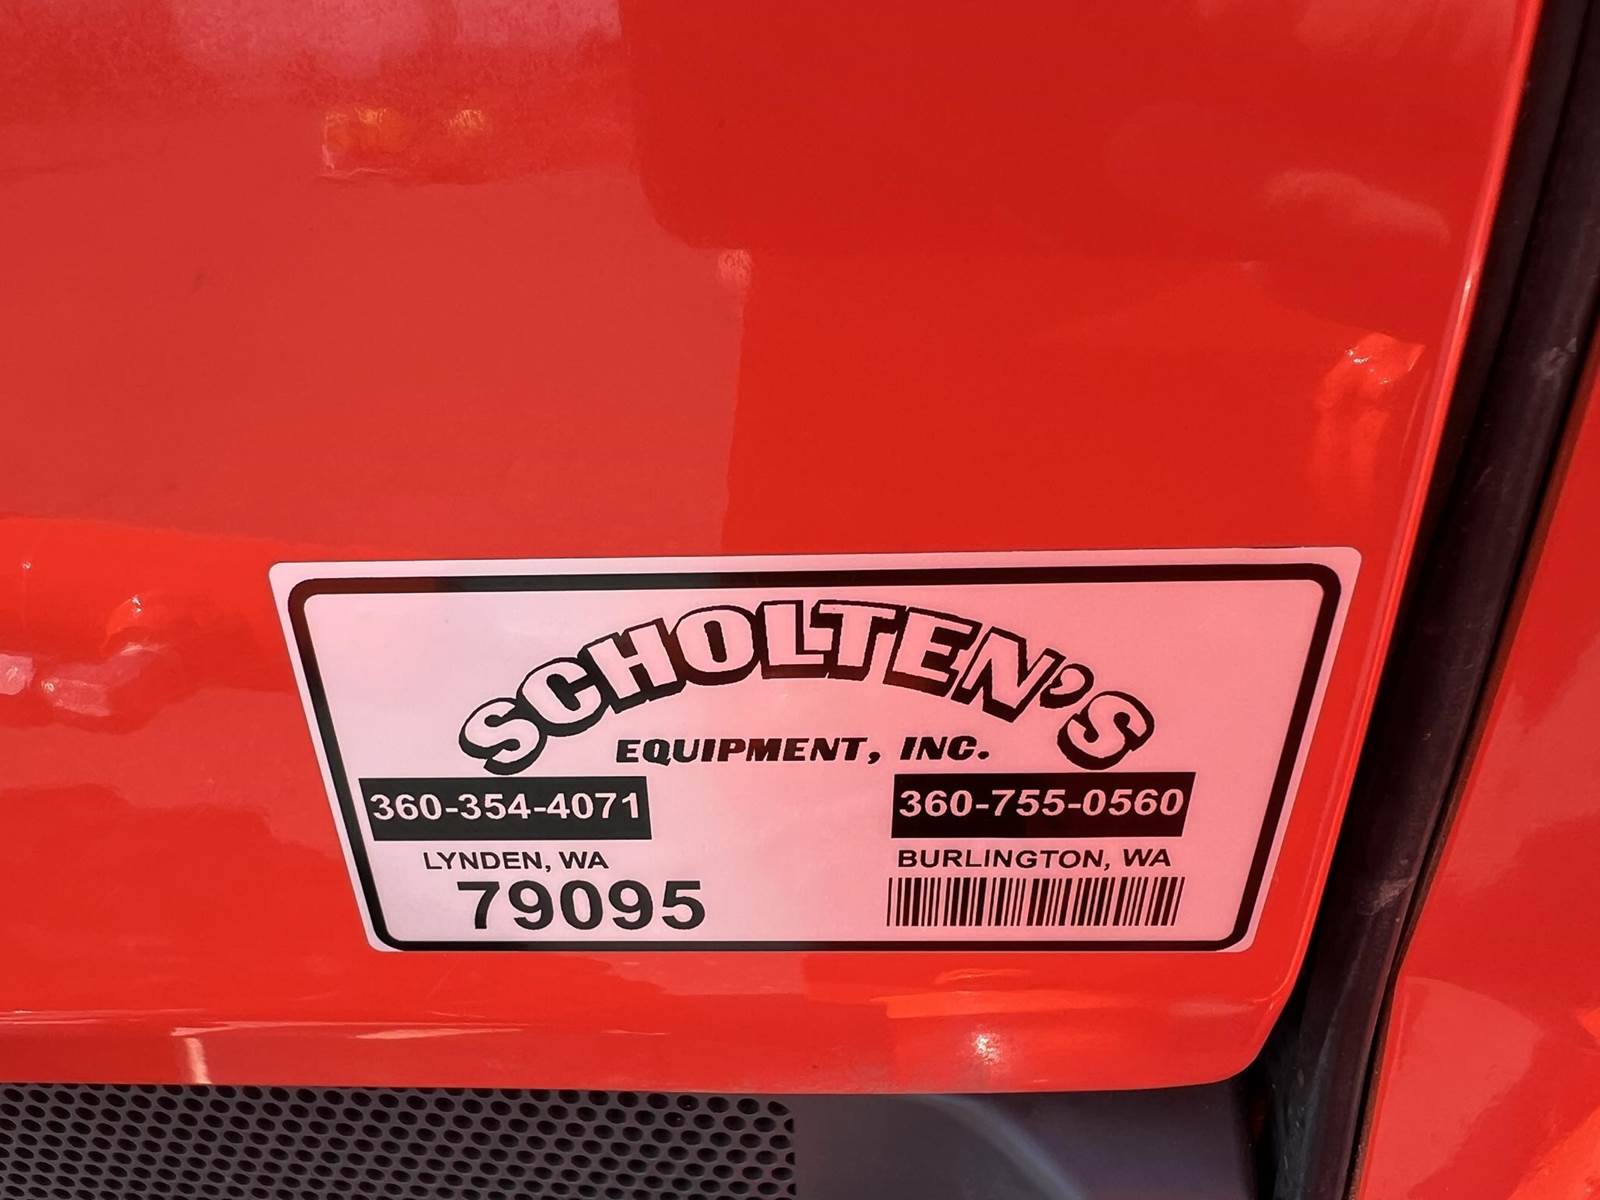 SCHOLTEN'S
EQUIPMENT, INC.
360-354-4071 360-755-0560
LYNDEN, WA BURLINGTON, WA
79095